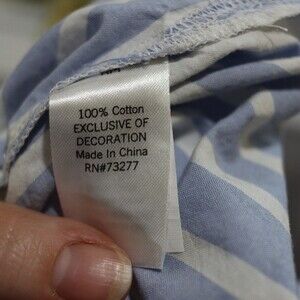 100% Cotton
EXCLUSIVE OF
DECORATION
Made In China
RN#73277